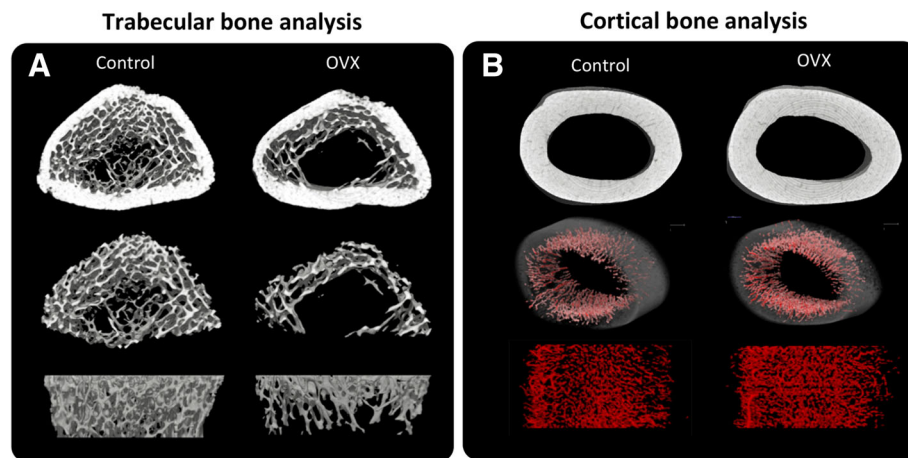 Trabecular bone analysis
A
Control
OVX
Cortical bone analysis
B
Control
OVX